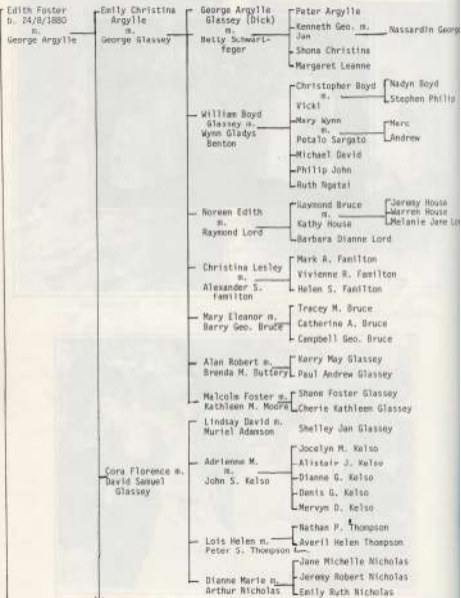 Edith Foster
b. 24/8/1880
m.
George Argylle
Emily Christina
Argylle
m.
George Glassey
George Argylle
Glassey (Dick)
m.
Betty Schwart-
feger
Peter Argylle
Kenneth Geo. m.
Jan
Nassardin Georg
Shona Christina
Margaret Leanne
William Boyd
Glassey m.
Wynn Gladys
Benton
Christopher Boyd
m.
Vicki
Nadyn Boyd
Stephen Philip
Mary Wynn
m.
Petalo Sargato
Marc
Andrew
Michael David
Philip John
Ruth Ngatai
Noreen Edith
m.
Raymond Lord
Raymond Bruce
m.
Kathy House
Jeremy House
Warren House
Melanie Jane Lor
Barbara Dianne Lord
Christina Lesley
m.
Alexander S.
Familton
Mark A. Familton
Vivienne R. Familton
Helen S. Familton
Mary Eleanor m.
Barry Geo. Bruce
Tracey M. Bruce
Catherine A. Bruce
Campbell Geo. Bruce
Alan Robert m.
Brenda M. Buttery
Kerry May Glassey
Paul Andrew Glassey
Malcolm Foster m.
Kathleen M. Moore
Shane Foster Glassey
Cherie Kathleen Glassey
Cora Florence m.
David Samuel
Glassey
Lindsay David m.
Muriel Adamson
Shelley Jan Glassey
Adrienne M.
m.
John S. Kelso
Jocelyn M. Kelso
Alistair J. Kelso
Dianne G. Kelso
Denis G. Kelso
Mervyn D. Kelso
Lois Helen m.
Peter S. Thompson
Nathan P. Thompson
Averil Helen Thompson
Dianne Marie m.
Arthur Nicholas
Jane Michelle Nicholas
Jeremy Robert Nicholas
Emily Ruth Nicholas